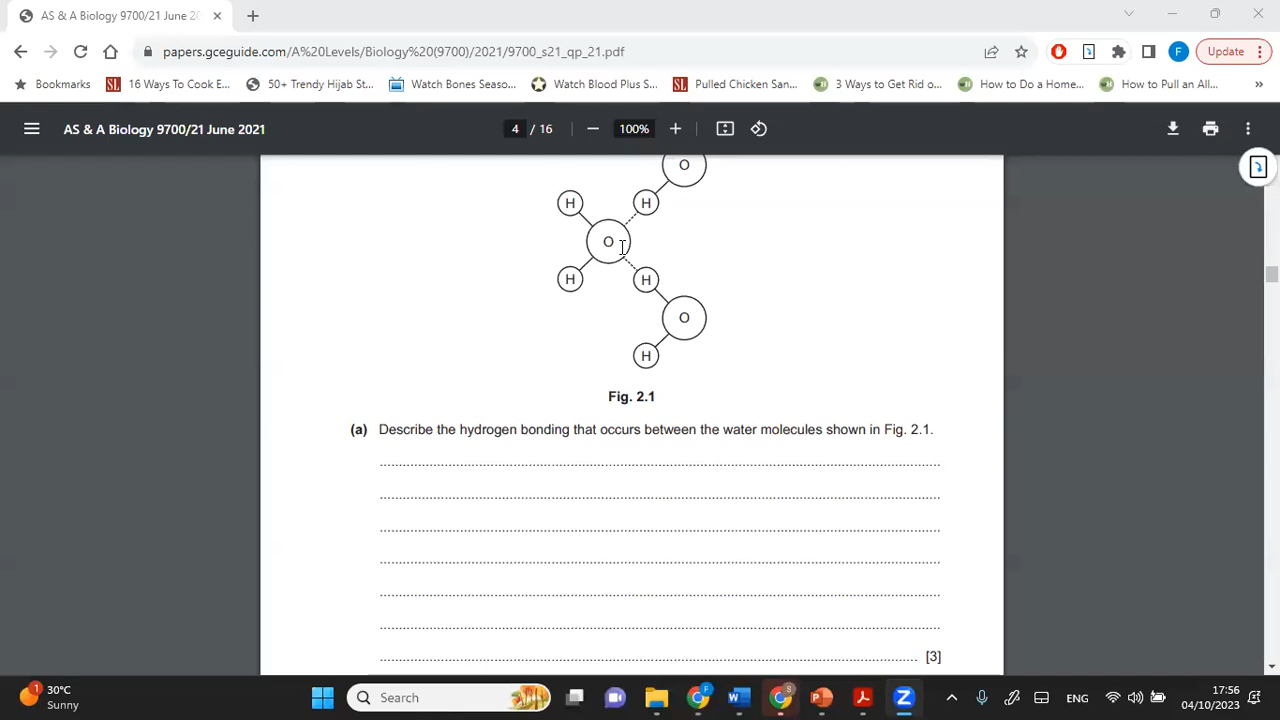 AS & A Biology 9700/21 June 202
papers.gceguide.com/A%20Levels/Biology%20(9700)/2021/9700_s21_qp_21.pdf
F
Update
Bookmarks
SL
16 Ways To Cook E...
50+ Trendy Hijab St...
Watch Bones Seaso...
Watch Blood Plus S...
SL
Pulled Chicken San...
3 Ways to Get Rid o...
How to Do a Home...
How to Pull an All...
»
AS & A Biology 9700/21 June 2021
4 / 16
100%
O
H
H
O
H
H
O
H
Fig. 2.1
(a) Describe the hydrogen bonding that occurs between the water molecules shown in Fig. 2.1.
[3]
1
30°C
Sunny
Search
ENG
17:56
04/10/2023